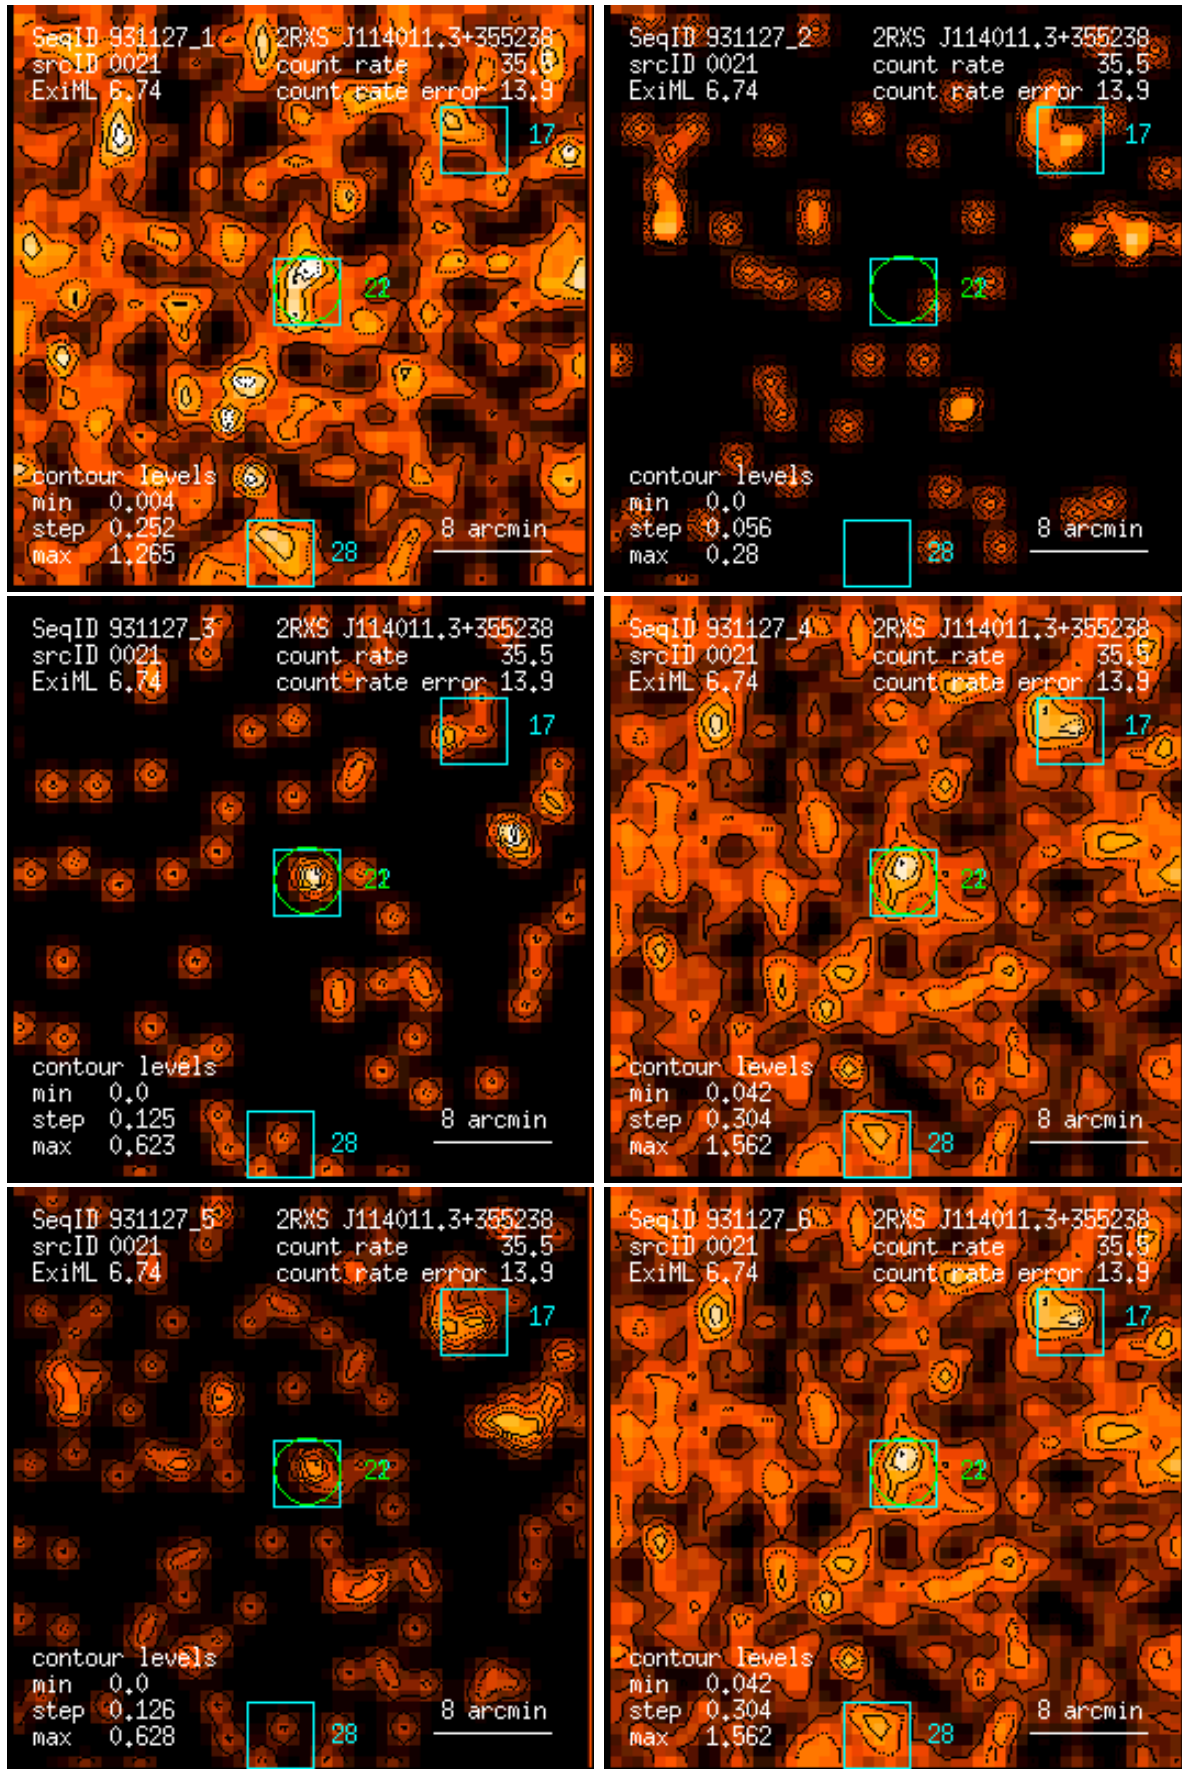 SeqID 931127_1 2RXS J114011.3+355238
srcID 0021 count rate 35.5
ExiML 6.74 count rate error 13.9
17
contour levels
min 0.004
step 0.252 8 arcmin
max 1.265 28
SeqID 931127_2 2RXS J114011.3+355238
srcID 0021 count rate 35.5
ExiML 6.74 count rate error 13.9
17
contour levels
min 0.0
step 0.056 8 arcmin
max 0.28 28
SeqID 931127_3 2RXS J114011.3+355238
srcID 0021 count rate 35.5
ExiML 6.74 count rate error 13.9
17
contour levels
min 0.0
step 0.125 8 arcmin
max 0.623 28
SeqID 931127_4 2RXS J114011.3+355238
srcID 0021 count rate 35.5
ExiML 6.74 count rate error 13.9
17
contour levels
min 0.042
step 0.304 8 arcmin
max 1.562 28
SeqID 931127_5 2RXS J114011.3+355238
srcID 0021 count rate 35.5
ExiML 6.74 count rate error 13.9
17
contour levels
min 0.0
step 0.126 8 arcmin
max 0.628 28
SeqID 931127_6 2RXS J114011.3+355238
srcID 0021 count rate 35.5
ExiML 6.74 count rate error 13.9
17
contour levels
min 0.042
step 0.304 8 arcmin
max 1.562 28